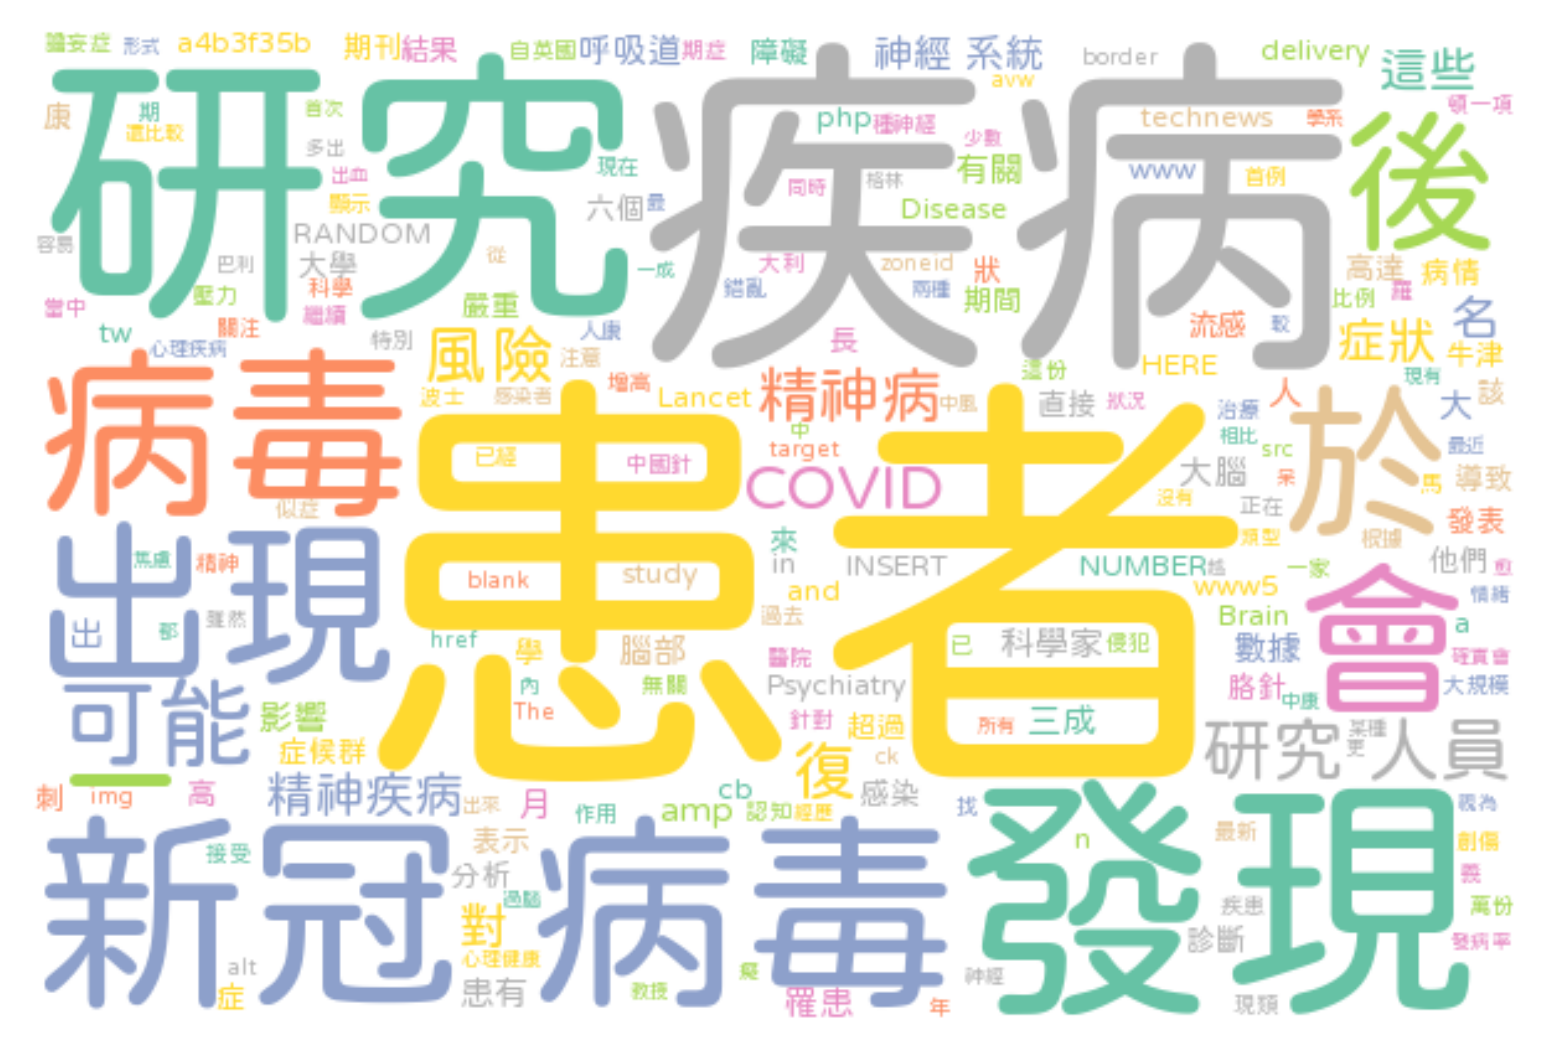 譫妄症 形式 a4b3f35b 期刊 結果 自英國 呼吸道 期症 障礙 神經 系統 border delivery 這些
康 期 還比較 首次 多出 出血 顯示 現在 php 種神經 少數 avw technews 學系 頓一項
研究 疾病 後
容易 巴利 大學 RANDOM 科學 壓力 從 嚴重 六個 最 一成 同時 格林 有關 www 首例
Disease 大利 zoneid 狀 錯亂 兩種 期間 高達 病情 比例 羅 名
當中 tw 關注 繼續 心理疾病 特別 風險 人康 注意 長 流感 較 症狀 牛津
病毒 波士 感染者 增高 Lancet 精神病 中風 這份 HERE 直接 狀況 治療 人 現有 大 該
患者 於
已經 中國針 中 target COVID 相比 src 最近 大腦 呆 馬 導致 沒有 正在 發表
似症 出現 焦慮 精神 blank study 來 in INSERT NUMBER 越 類型 根據 一家 他們 愈
出 都 雖然 href 學 腦部 and 過去 www5 Brain 情緒 a 會
可能 影響 內 無關 The 醫院 Psychiatry 已 科學家 侵犯 數據 確實會 胳針 中康 大規模
症候群 針對 超過 所有 三成 研究 某種 更 人員
一 刺 img 高 精神疾病 出來 月 作用 復 ck 感染 cb amp 認知 經歷 找 視為
新冠病毒 發現
接受 表示 分析 過腦 對 n 最新 創傷 義
alt 症 心理健康 患有 教授 癡 罹患 年 神經 疾患 診斷 現類 萬份 發病率